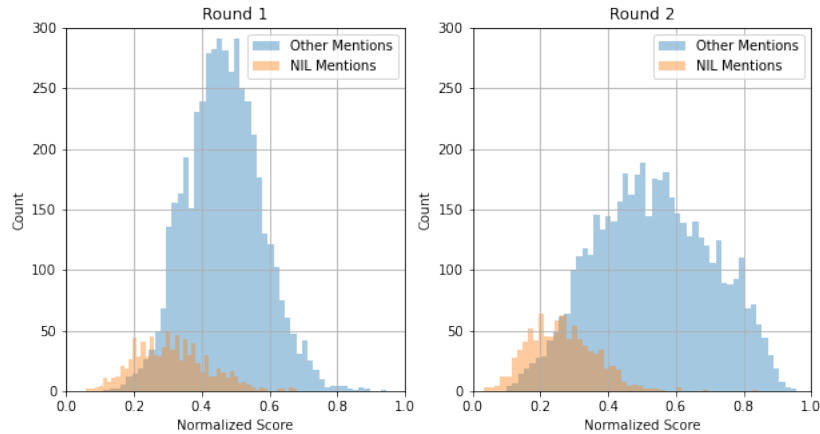 Round 1
300
250
200
150
100
50
0
Count
Other Mentions
NIL Mentions
0.0 0.2 0.4 0.6 0.8 1.0
Normalized Score
Round 2
300
250
200
150
100
50
0
Count
Other Mentions
NIL Mentions
0.0 0.2 0.4 0.6 0.8 1.0
Normalized Score